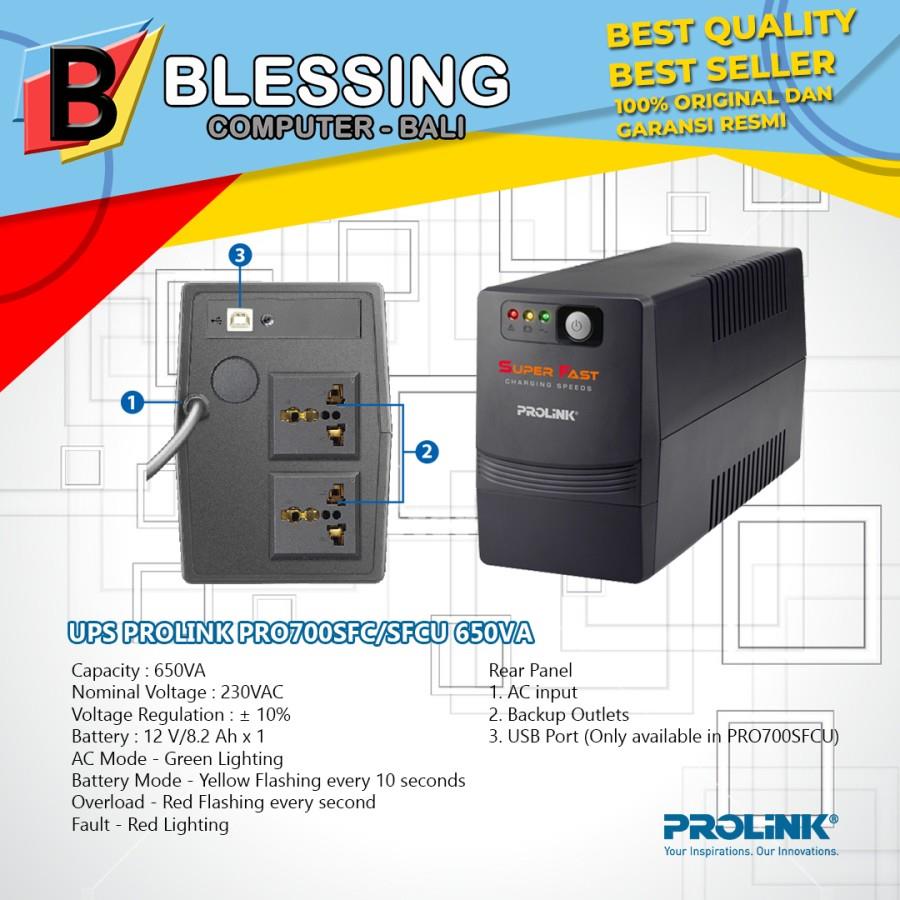 B
BLESSING
COMPUTER - BALI
BEST QUALITY
BEST SELLER
100% ORIGINAL DAN
GARANSI RESMI
3
1
2
SUPER FAST
CHARGING SPEEDS
PROLiNK®
UPS PROLINK PRO700SFC/SFCU 650VA
Capacity : 650VA
Nominal Voltage : 230VAC
Voltage Regulation : ± 10%
Battery : 12 V/8.2 Ah x 1
AC Mode - Green Lighting
Battery Mode - Yellow Flashing every 10 seconds
Overload - Red Flashing every second
Fault - Red Lighting
Rear Panel
1. AC input
2. Backup Outlets
3. USB Port (Only available in PRO700SFCU)
PROLiNK®
Your Inspirations. Our Innovations.